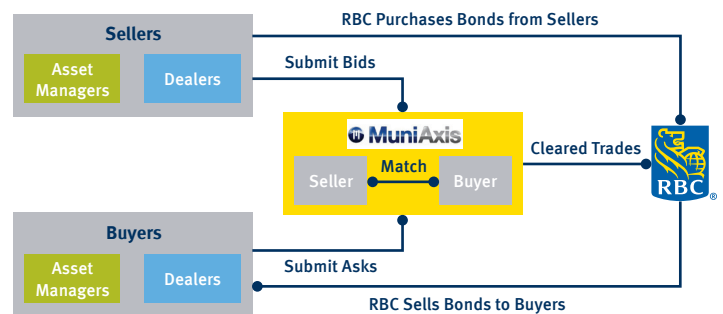 RBC Purchases Bonds from Sellers
Sellers
Asset
Managers
Dealers
Submit Bids
MuniAxis
Match
Seller
Buyer
Cleared Trades
RBC
®
Buyers
Asset
Managers
Dealers
Submit Asks
RBC Sells Bonds to Buyers